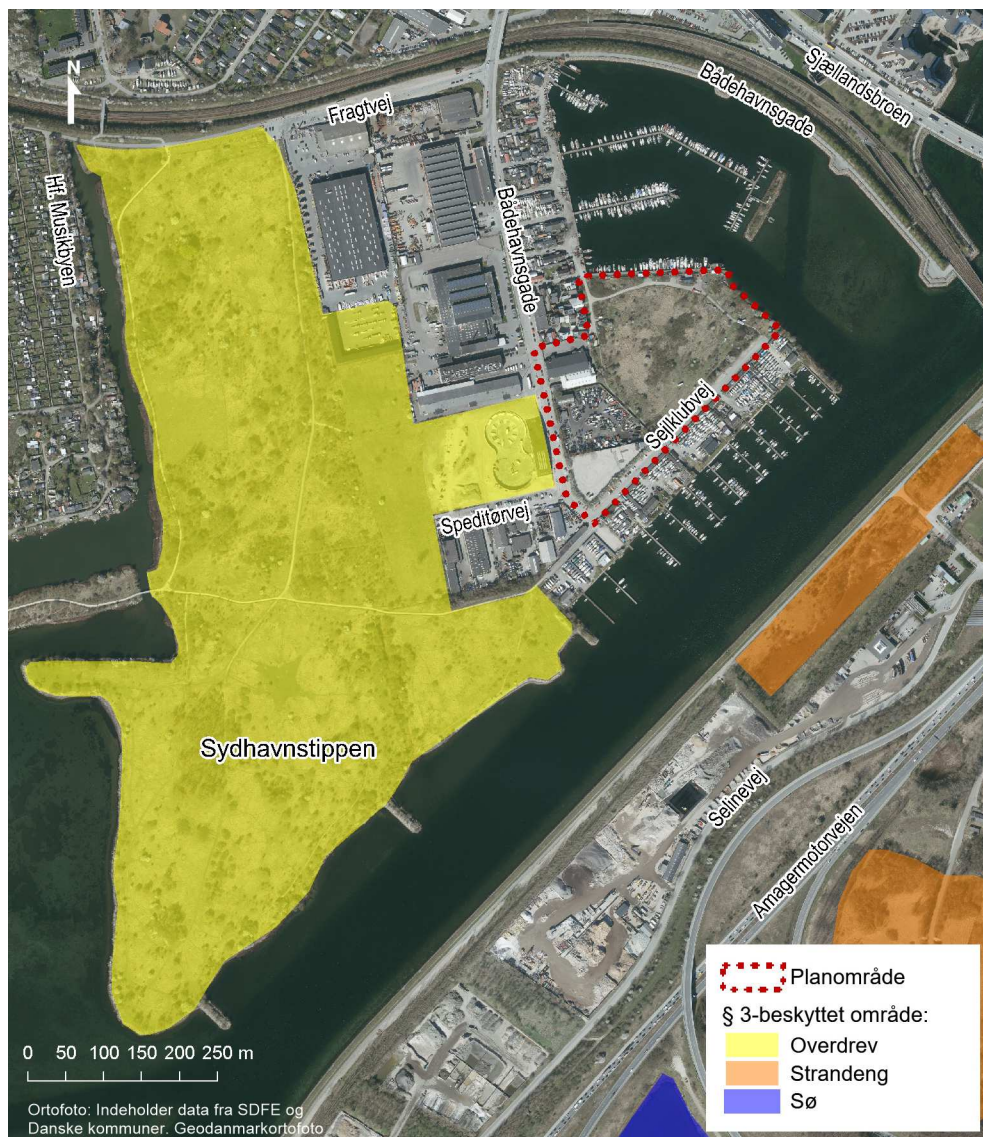 N
Fragtvej
Sjællandsbroen
Bådehavnsgade
Hf. Musikbyen
Bådehavnsgade
Sejlklubvej
Speditørvej
Sydhavnstippen
Selinevej
Amagermotorvejen
Planområde
§ 3-beskyttet område:
Overdrev
Strandeng
Sø
0 50 100 150 200 250 m
Ortofoto: Indeholder data fra SDFE og
Danske kommuner. Geodanmarkortofoto